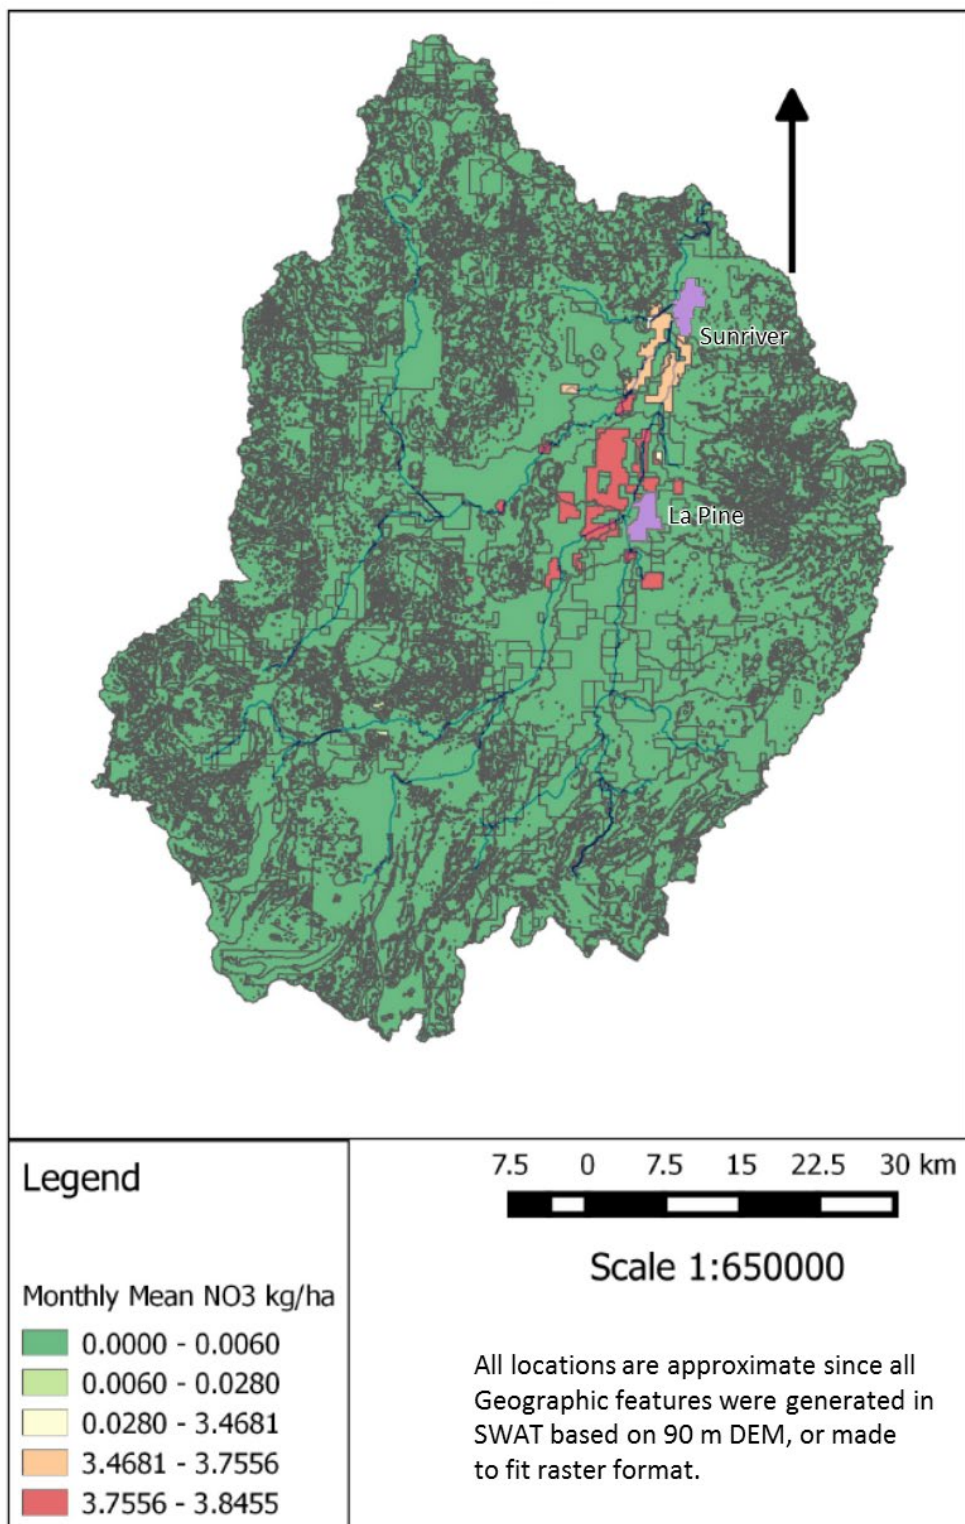 Sunriver
La Pine
Legend
Monthly Mean NO3 kg/ha
0.0000 - 0.0060
0.0060 - 0.0280
0.0280 - 3.4681
3.4681 - 3.7556
3.7556 - 3.8455
7.5 0 7.5 15 22.5 30 km
Scale 1:650000
All locations are approximate since all
Geographic features were generated in
SWAT based on 90 m DEM, or made
to fit raster format.